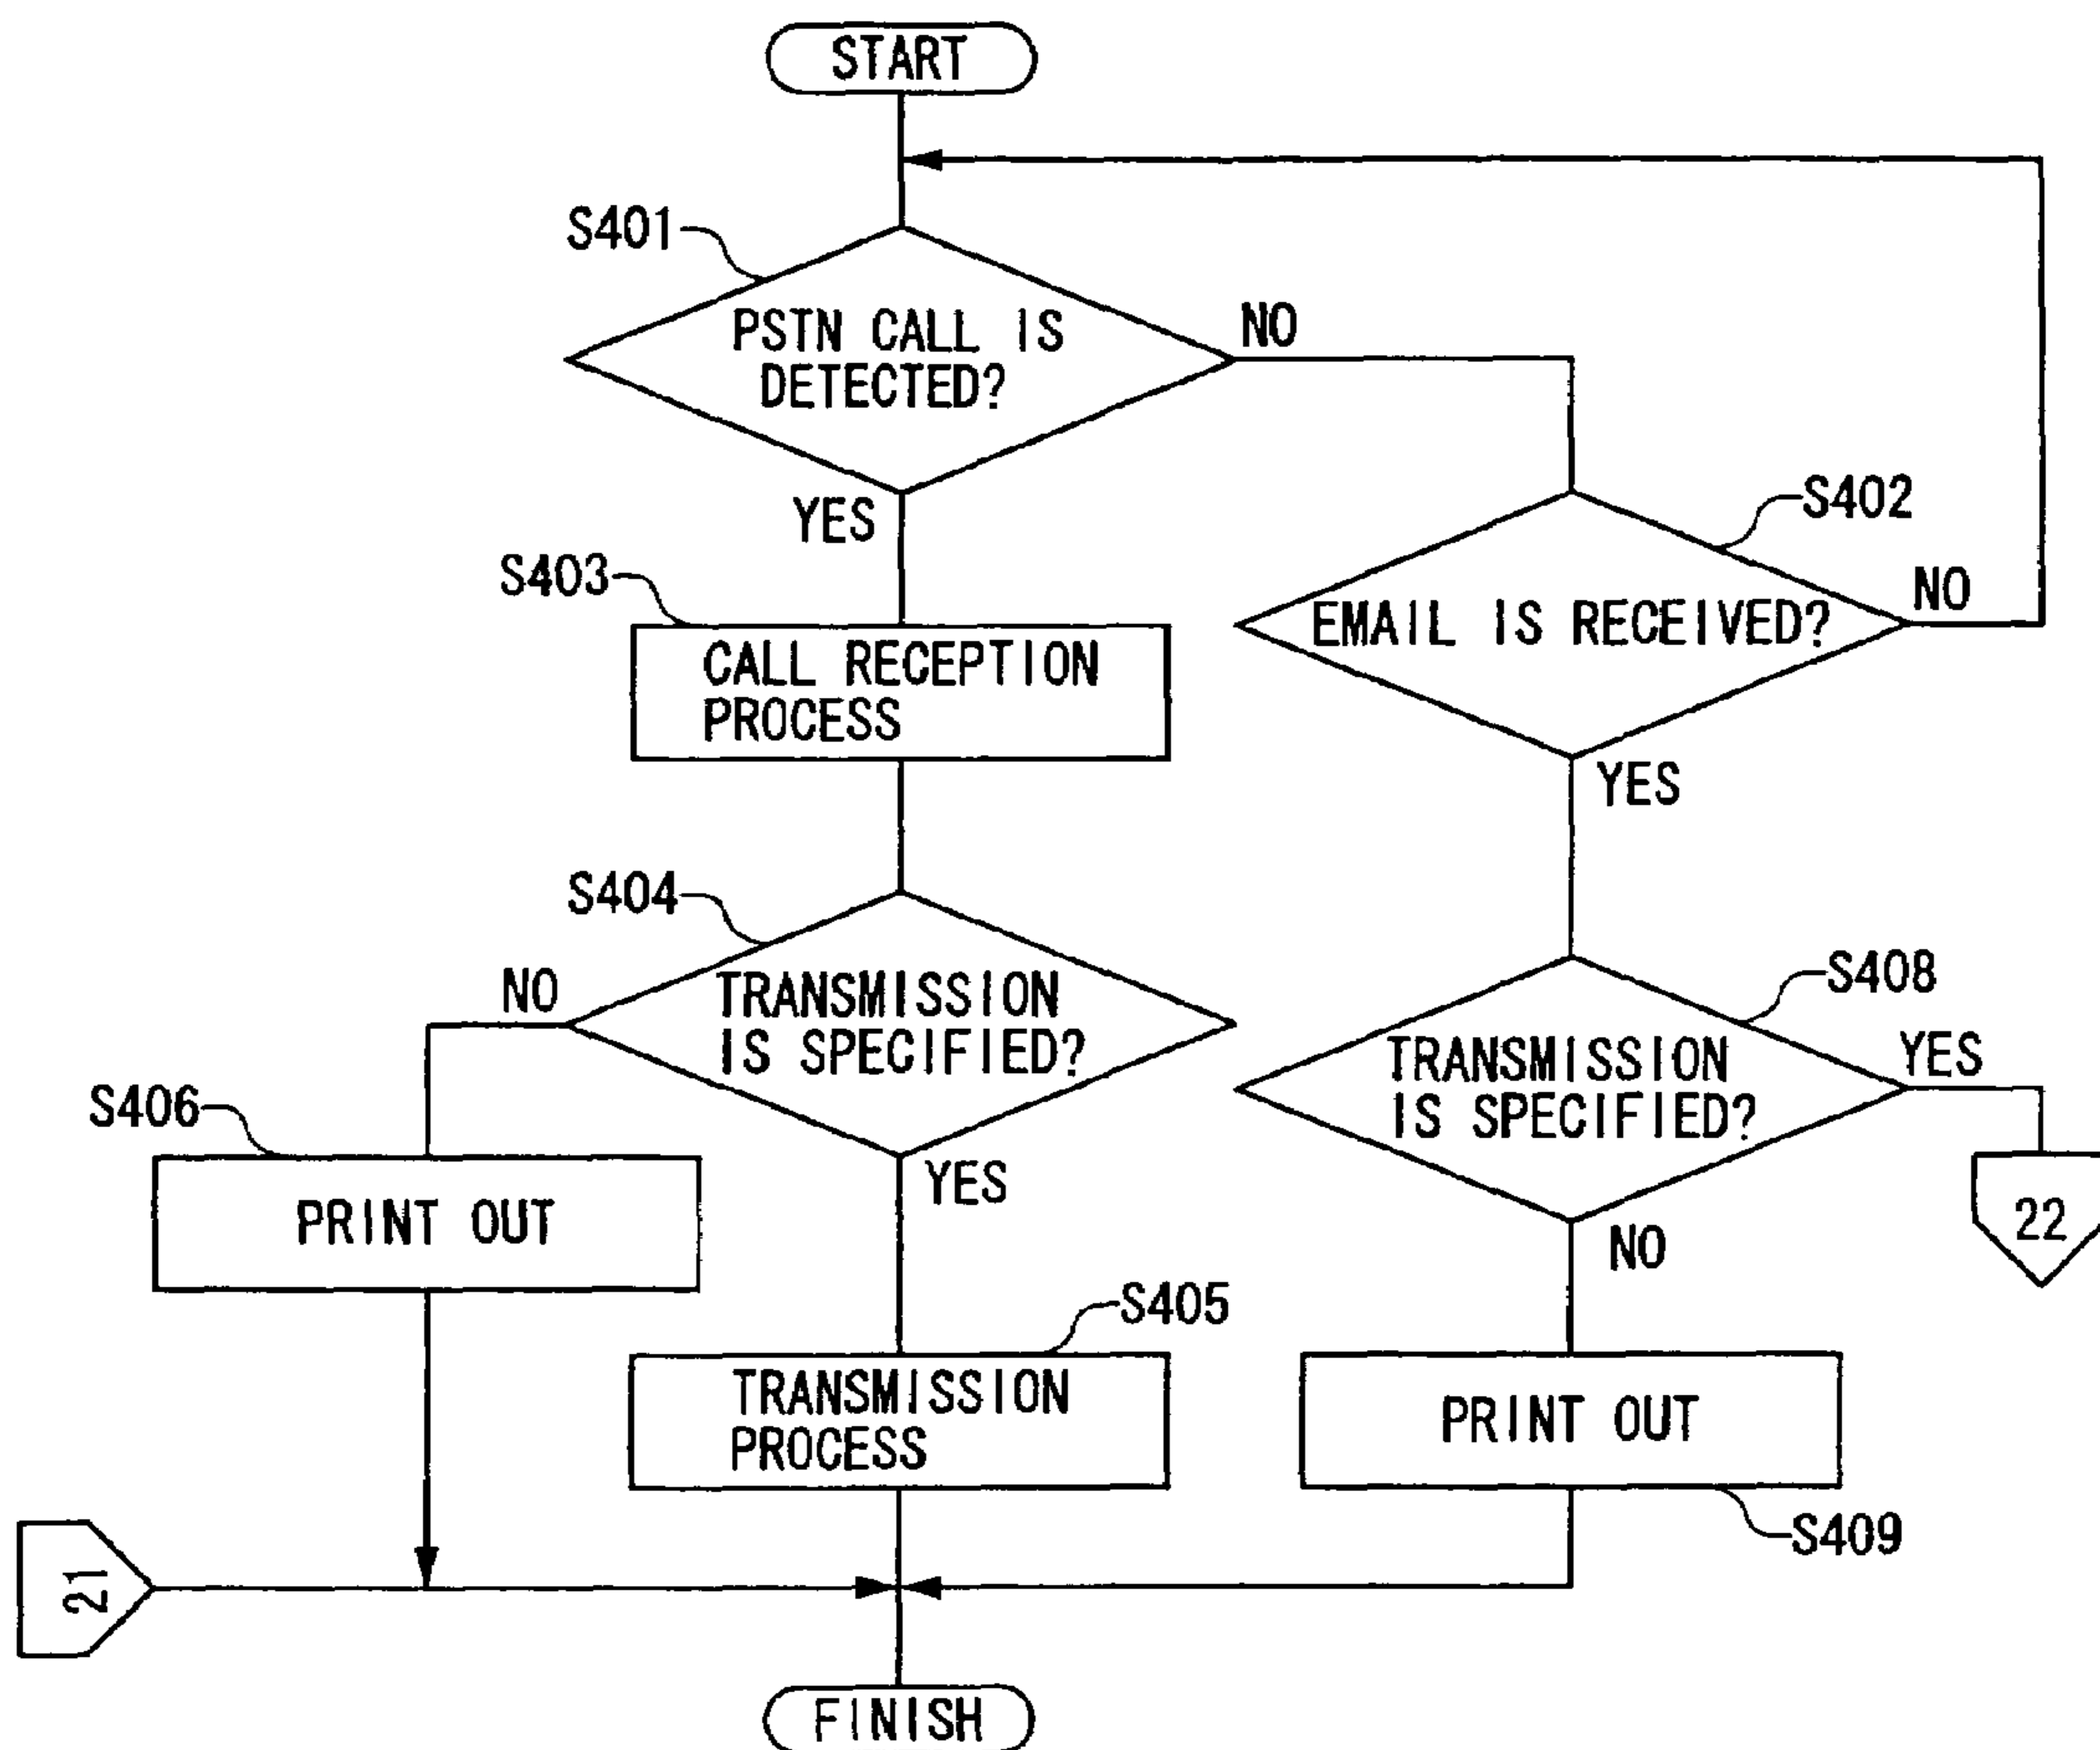 START
S401
PSTN CALL IS
DETECTED?
NO
YES
S402
EMAIL IS RECEIVED?
NO
YES
S403
CALL RECEPTION
PROCESS
S404
TRANSMISSION
IS SPECIFIED?
NO
YES
S408
TRANSMISSION
IS SPECIFIED?
YES
NO
22
S406
PRINT OUT
S405
TRANSMISSION
PROCESS
PRINT OUT
S409
21
FINISH